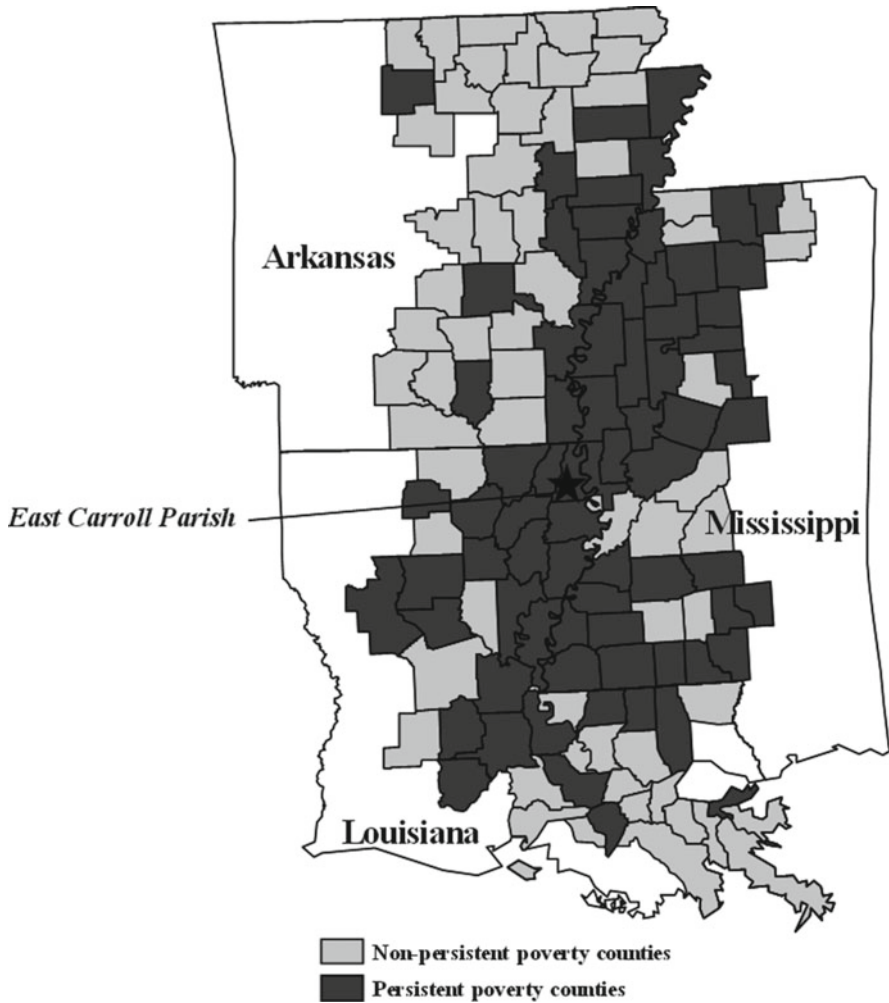 Arkansas
East Carroll Parish
Mississippi
Louisiana
Non-persistent poverty counties
Persistent poverty counties